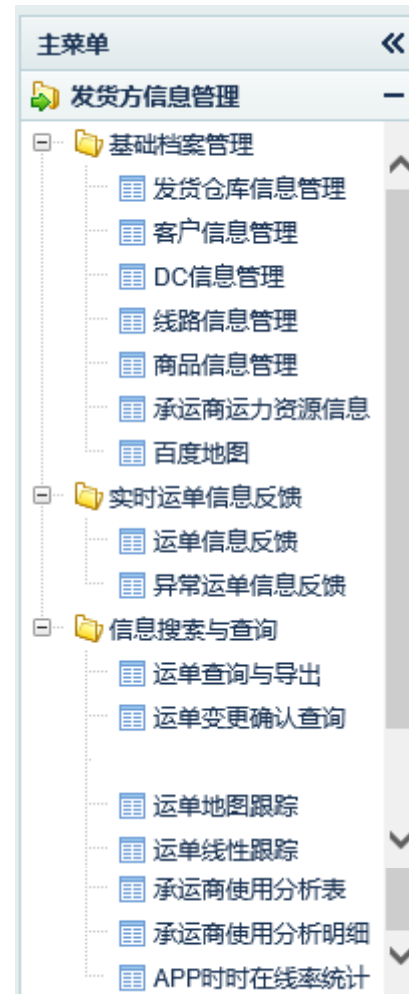 主菜单
发货方信息管理
基础档案管理
发货仓库信息管理
客户信息管理
DC信息管理
线路信息管理
商品信息管理
承运商运力资源信息
百度地图
实时运单信息反馈
运单信息反馈
异常运单信息反馈
信息搜索与查询
运单查询与导出
运单变更确认查询
运单地图跟踪
运单线性跟踪
承运商使用分析表
承运商使用分析明细
APP时时在线率统计